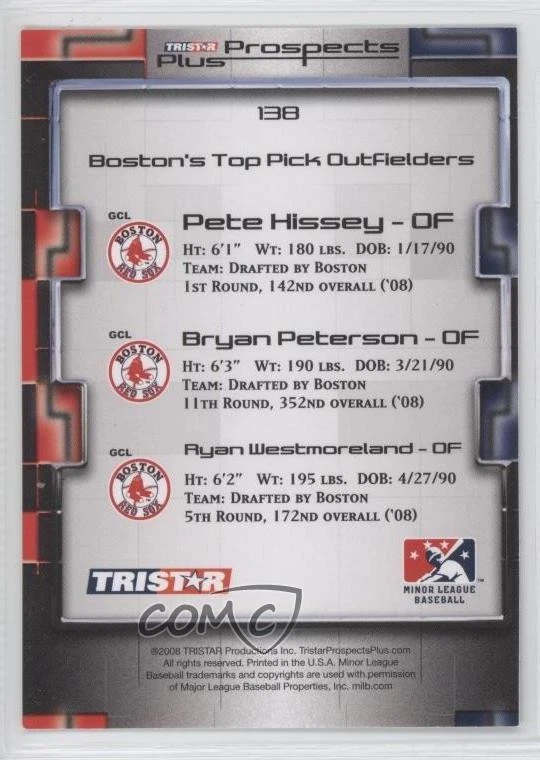 TRISTAR Prospects
Plus
138
Boston's Top Pick Outfielders
GCL
BOSTON
RED SOX
Pete Hissey - OF
Ht: 6'1" Wt: 180 lbs. DOB: 1/17/90
Team: Drafted by Boston
1st Round, 142nd overall ('08)
GCL
BOSTON
RED SOX
Bryan Peterson - OF
Ht: 6'3" Wt: 190 lbs. DOB: 3/21/90
Team: Drafted by Boston
11th Round, 352nd overall ('08)
GCL
BOSTON
RED SOX
Ryan Westmoreland - OF
Ht: 6'2" Wt: 195 lbs. DOB: 4/27/90
Team: Drafted by Boston
5th Round, 172nd overall ('08)
TRISTAR
MINOR LEAGUE
BASEBALL
TM
COMC
©2008 TRISTAR Productions Inc. TristarProspectsPlus.com
All rights reserved. Printed in the U.S.A. Minor League
Baseball trademarks and copyrights are used with permission
of Major League Baseball Properties, Inc. milb.com